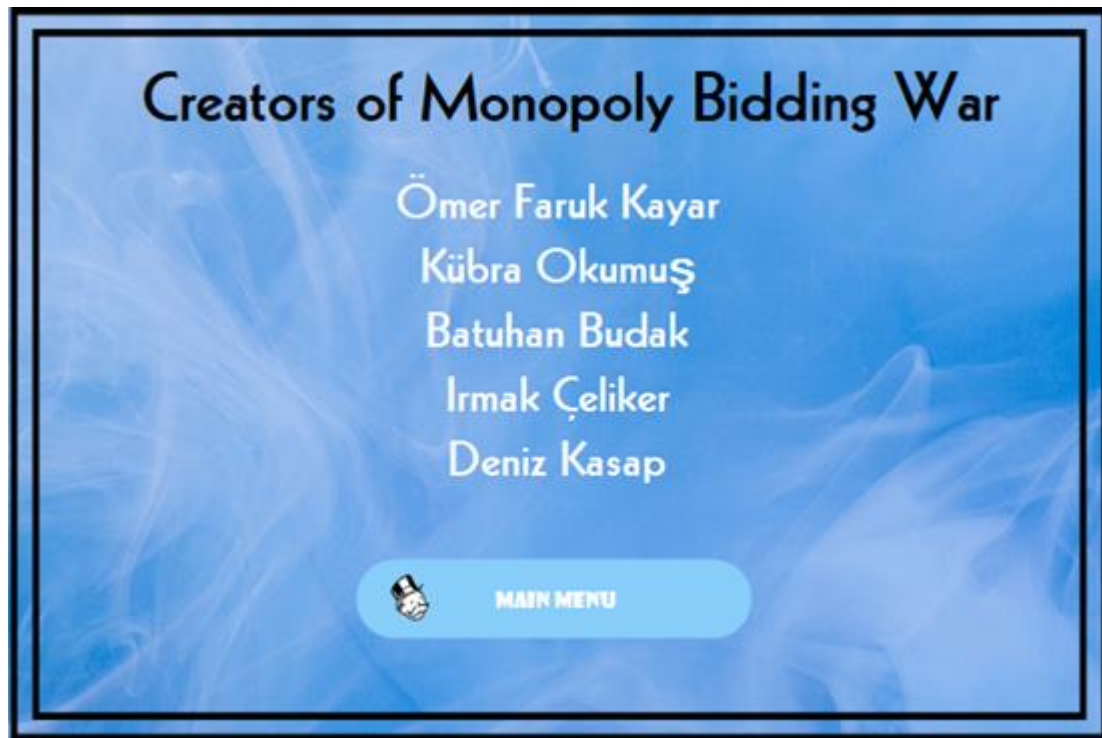 Creators of Monopoly Bidding War
Ömer Faruk Kayar
Kübra Okumuş
Batuhan Budak
Irmak Çeliker
Deniz Kasap
MAIN MENU